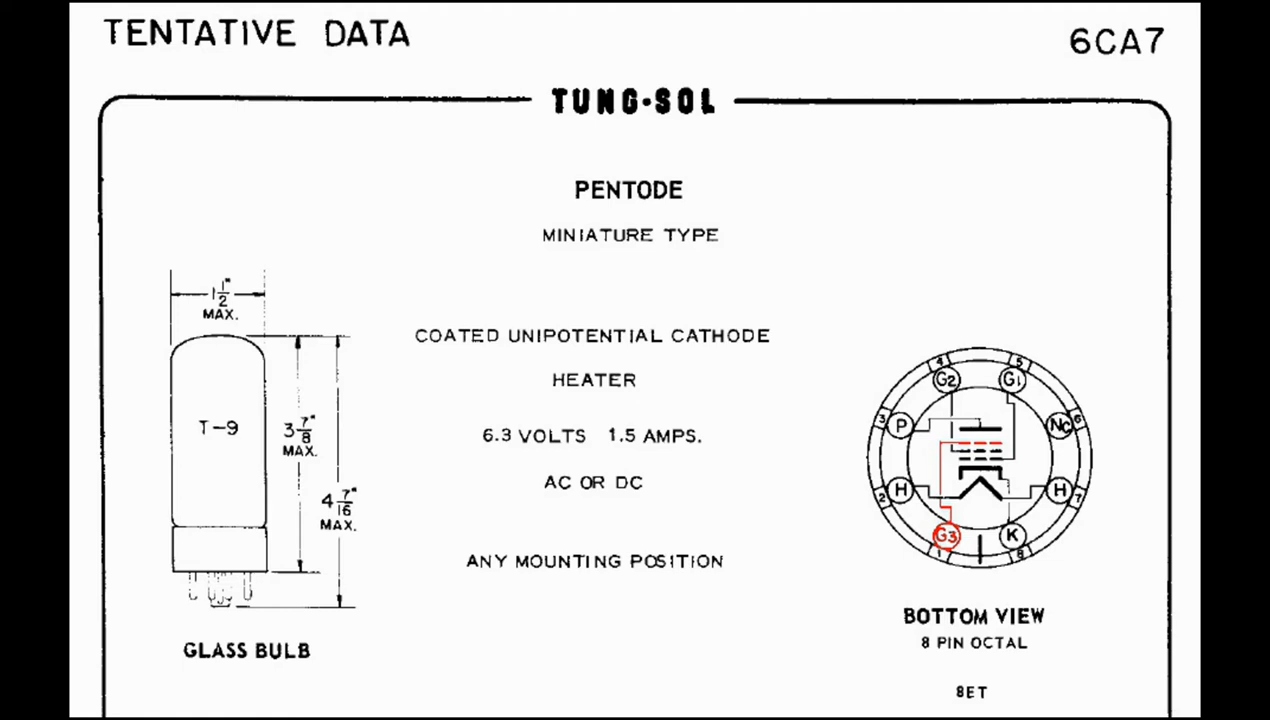 TENTATIVE DATA
6CA7
TUNG-SOL
PENTODE
MINIATURE TYPE
1 1/2" MAX.
COATED UNIPOTENTIAL CATHODE
HEATER
T-9
3 7/8" MAX.
6.3 VOLTS 1.5 AMPS.
AC OR DC
4 7/16" MAX.
ANY MOUNTING POSITION
GLASS BULB
4 5
G2 G1
3 P NC 6
2 H H 7
G3 K
1 8
BOTTOM VIEW
8 PIN OCTAL
8ET